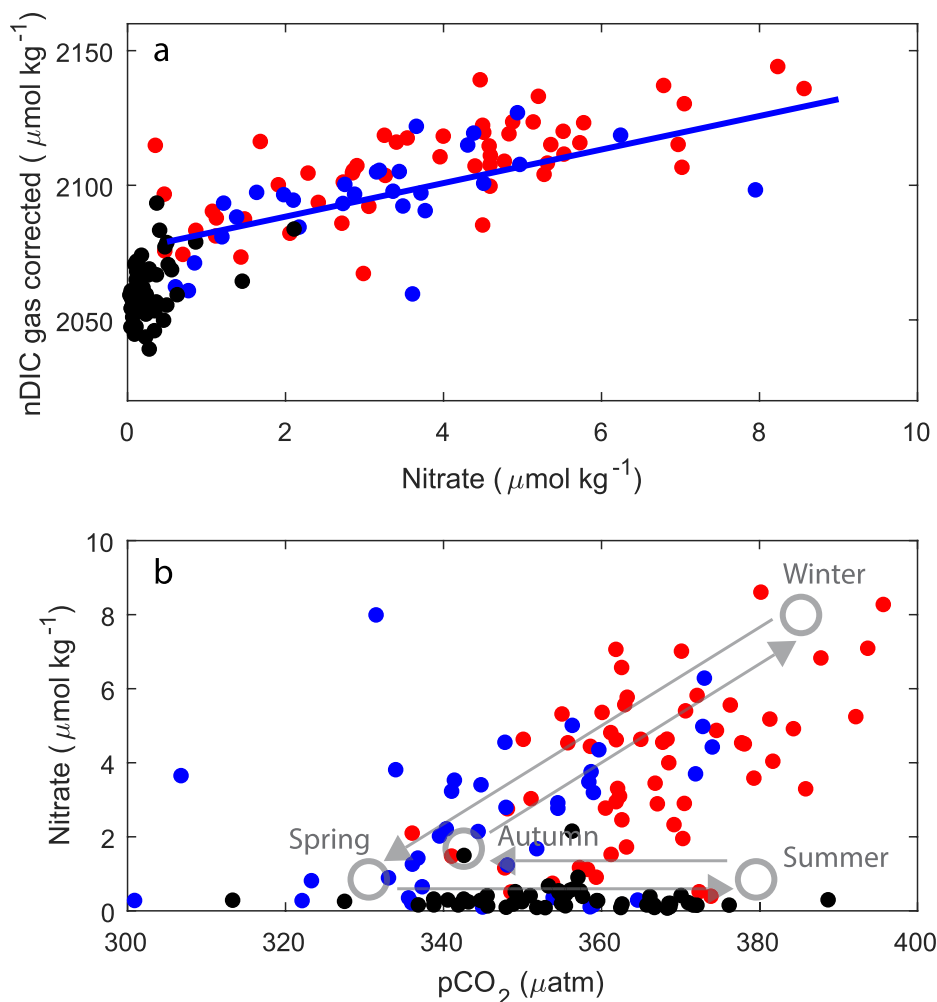 a
nDIC gas corrected ( μmol kg⁻¹)
2150
2100
2050
0 2 4 6 8 10
Nitrate ( μmol kg⁻¹)
b
Nitrate ( μmol kg⁻¹)
10
8
6
4
2
0
Winter
Spring
Autumn
Summer
300 320 340 360 380 400
pCO₂ (μatm)